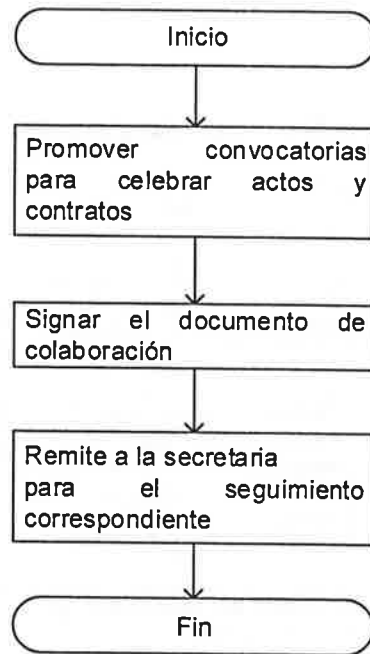 Inicio
Promover convocatorias
para celebrar actos y
contratos
Signar el documento de
colaboración
Remite a la secretaria
para el seguimiento
correspondiente
Fin